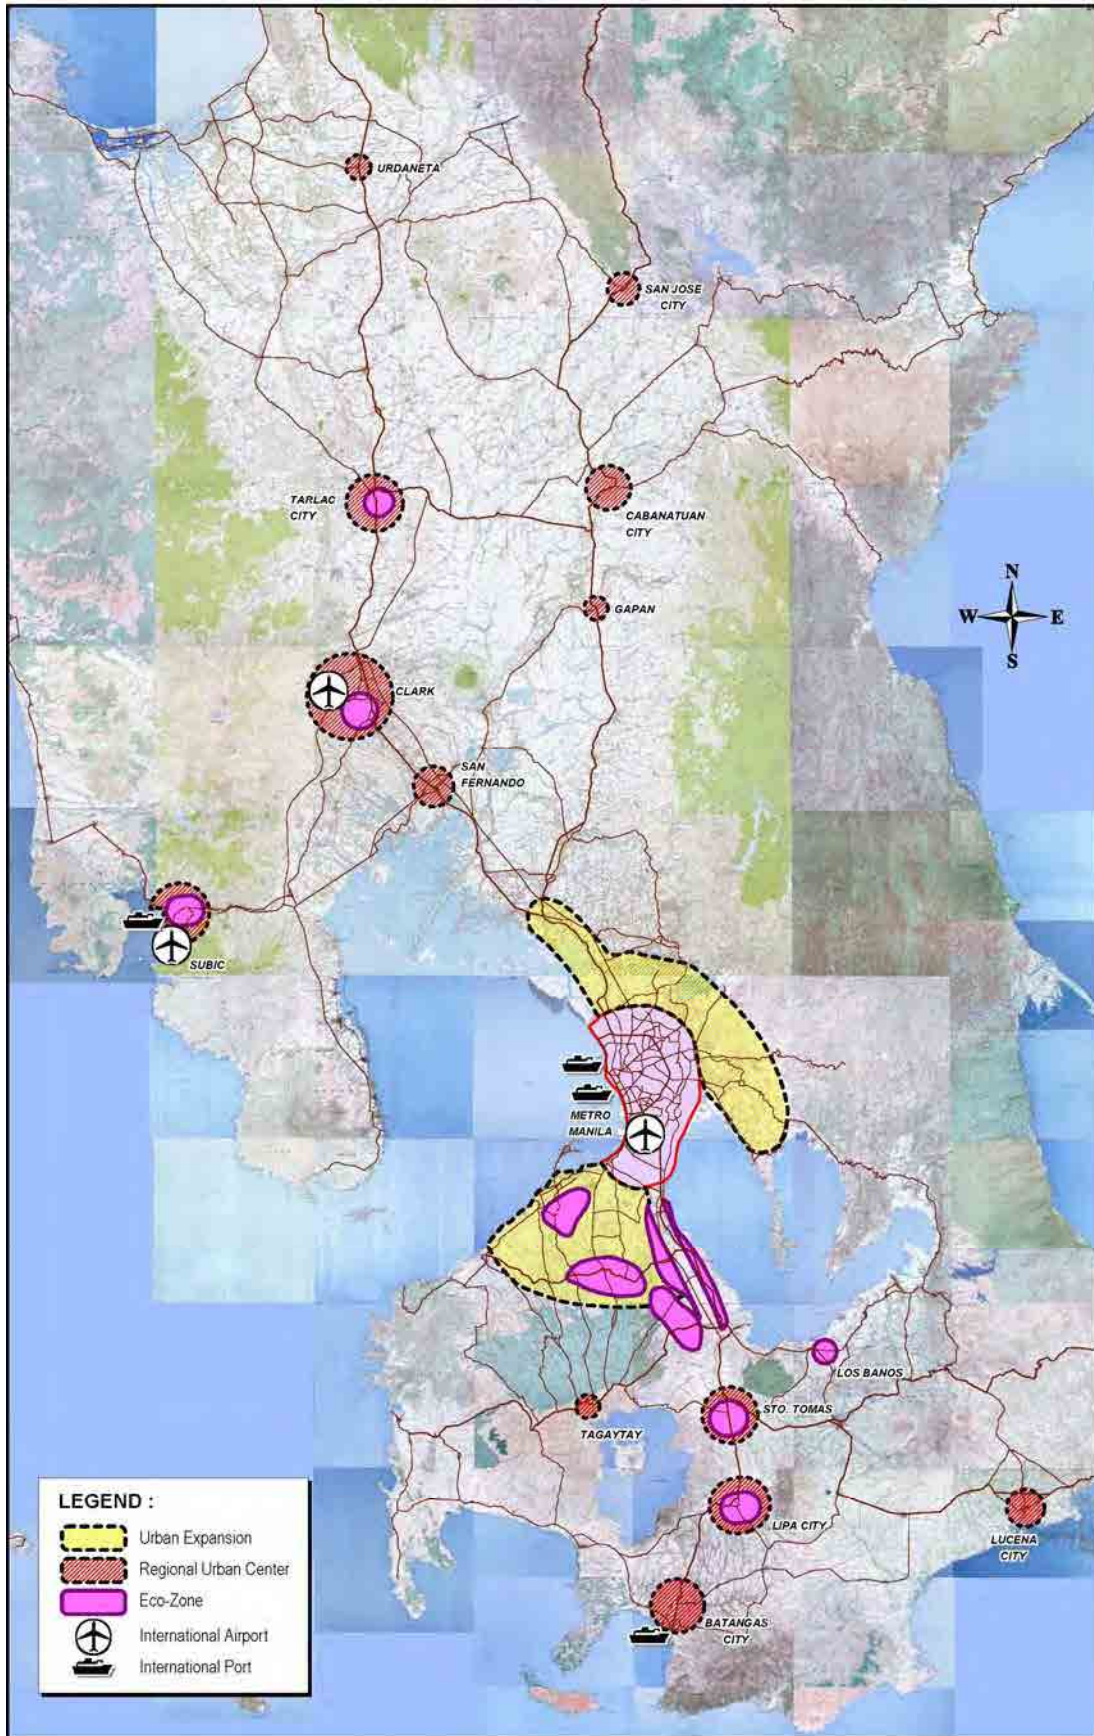 URDANETA
SAN JOSE
CITY
TARLAC
CITY
CABANATUAN
CITY
GAPAN
N
W
E
S
CLARK
SAN
FERNANDO
SUBIC
METRO
MANILA
LOS BANOS
STO. TOMAS
TAGAYTAY
LIPA CITY
LUCENA
CITY
BATANGAS
CITY
LEGEND :
Urban Expansion
Regional Urban Center
Eco-Zone
International Airport
International Port